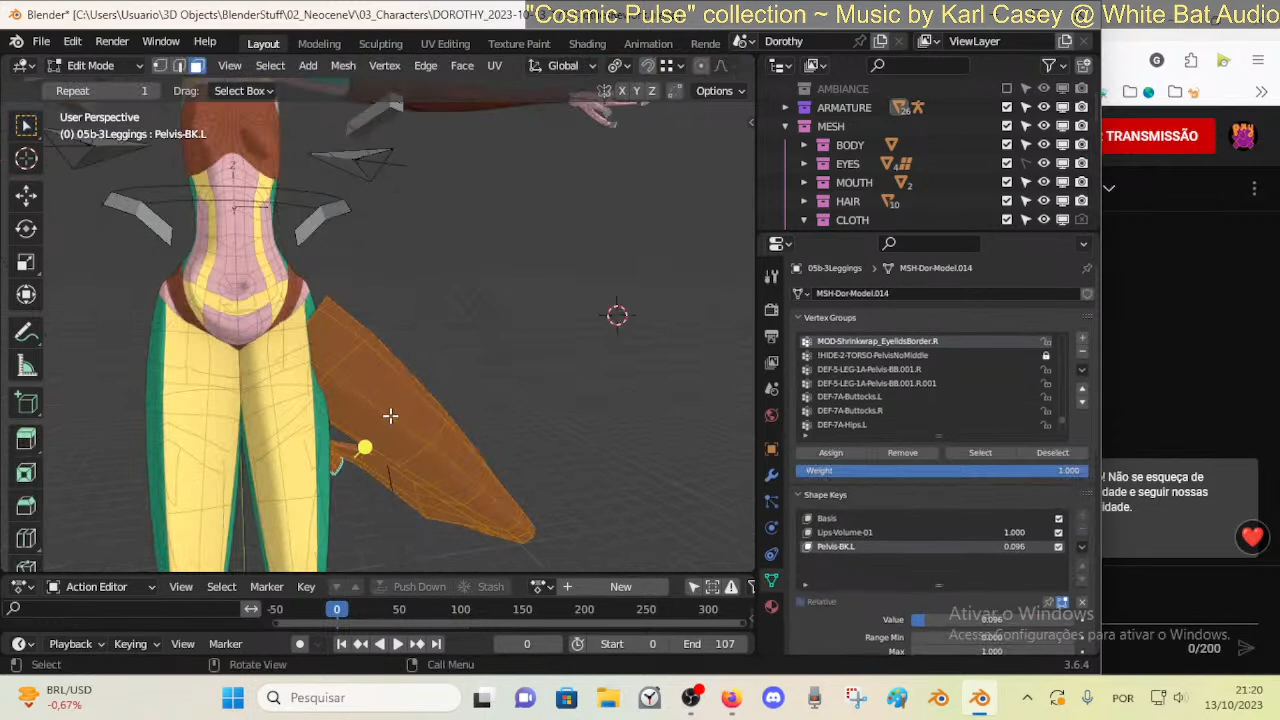 Blender* [C:\Users\Usuario\3D Objects\BlenderStuff\02_NeoceneV\03_Characters\DOROTHY_2023-10-
"Cosmic Pulse" collection ~ Music by Karl Casey @ White Bat Audio
File Edit Render Window Help
Layout Modeling Sculpting UV Editing Texture Paint Shading Animation Rende
Dorothy
ViewLayer
Edit Mode
View Select Add Mesh Vertex Edge Face UV
Global
Repeat 1 Drag: Select Box
X Y Z
Options
User Perspective
(0) 05b-3Leggings : Pelvis-BK.L
AMBIANCE
ARMATURE 26
MESH
BODY
EYES 4
MOUTH 2
HAIR 10
CLOTH
05b-3Leggings > MSH-Dor-Model.014
MSH-Dor-Model.014
Vertex Groups
MOD-Shrinkwrap_EyelidsBorder.R
!HIDE-2-TORSO-PelvisNoMiddle
DEF-5-LEG-1A-Pelvis-BB.001.R
DEF-5-LEG-1A-Pelvis-BB.001.R.001
DEF-7A-Buttocks.L
DEF-7A-Buttocks.R
DEF-7A-Hips.L
Assign Remove Select Deselect
Weight 1.000
Shape Keys
Basis
Lips-Volume-01 1.000
Pelvis-BK.L 0.096
Relative
Value 0.096
Range Min 0.000
Max 1.000
G
TRANSMISSÃO
! Não se esqueça de
idade e seguir nossas
idade.
0/200
Ativar o Windows
Acesse Configurações para ativar o Windows.
Action Editor View Select Marker Key Push Down Stash New
-50 0 50 100 150 200 250 300
Playback Keying View Marker 0 Start 0 End 107
Select Rotate View Call Menu 3.6.4
BRL/USD
-0,67%
Pesquisar
POR
21:20
13/10/2023